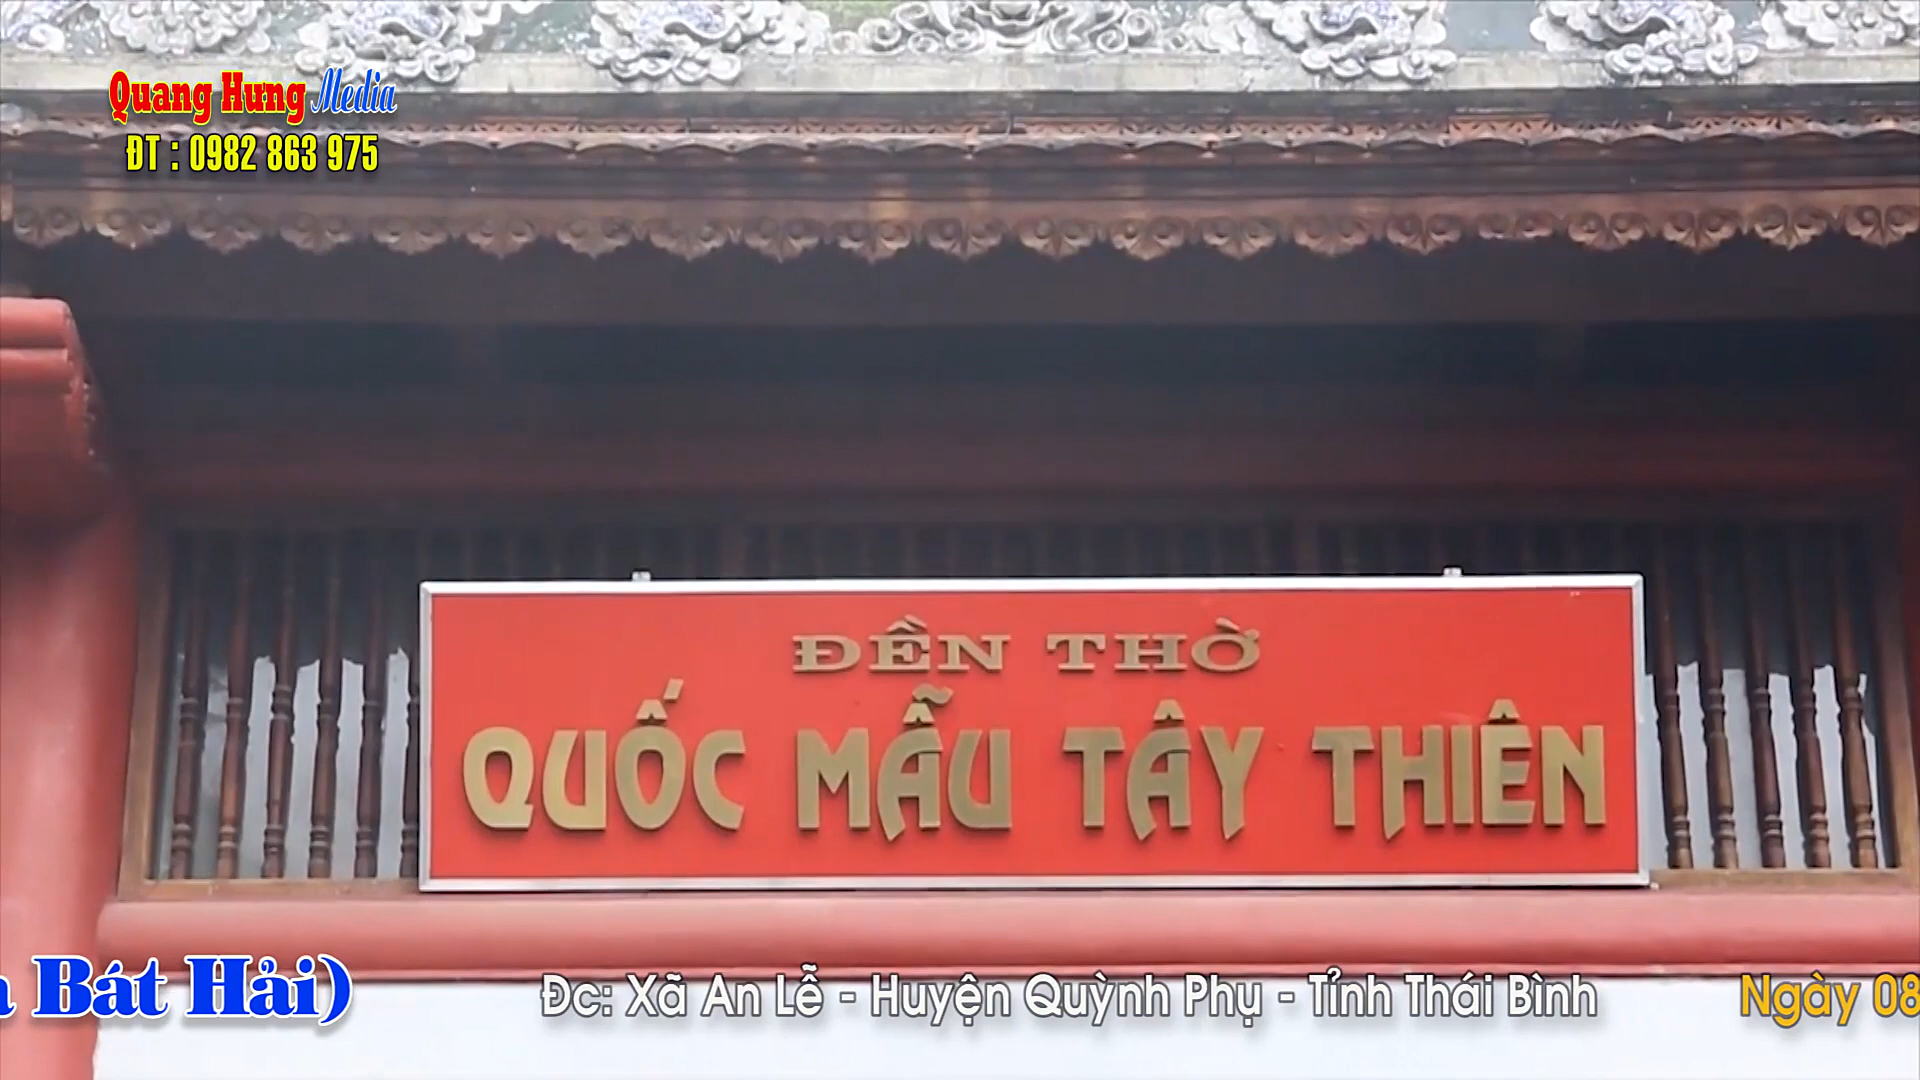 Quang Hưng Media
ĐT : 0982 863 975
ĐỀN THỜ
QUỐC MẪU TÂY THIÊN
Bát Hải) Đc: Xã An Lễ - Huyện Quỳnh Phụ - Tỉnh Thái Bình Ngày 08